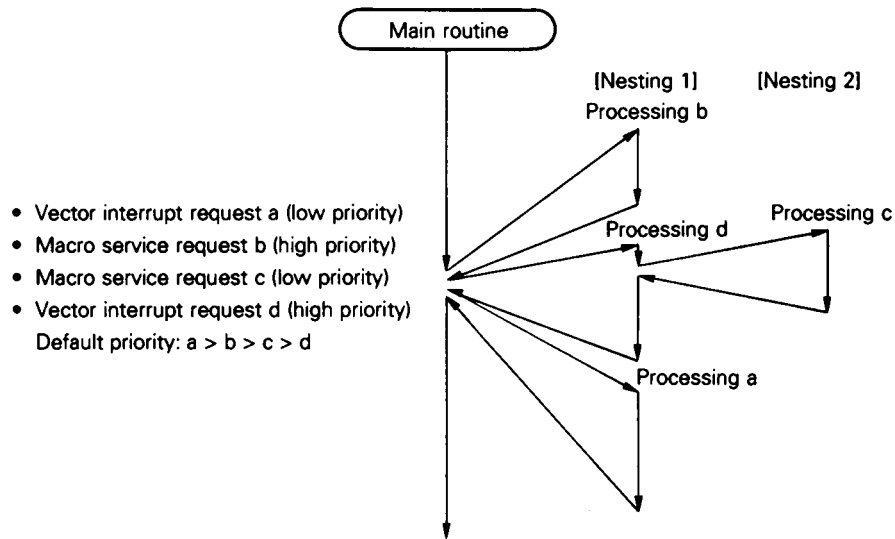 Main routine
[Nesting 1] [Nesting 2]
Processing b
• Vector interrupt request a (low priority)
Processing c
• Macro service request b (high priority)
Processing d
• Macro service request c (low priority)
• Vector interrupt request d (high priority)
Default priority: a > b > c > d
Processing a